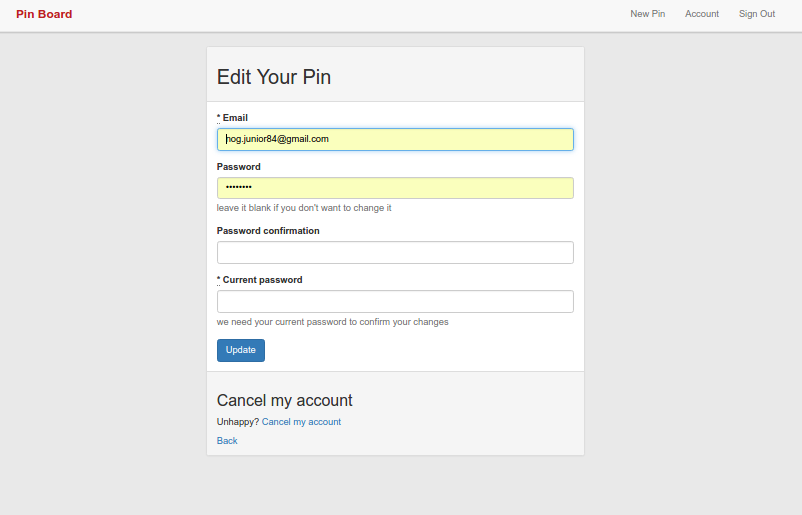 Pin Board New Pin Account Sign Out
Edit Your Pin
* Email
hog.junior84@gmail.com
Password
••••••••
leave it blank if you don't want to change it
Password confirmation
* Current password
we need your current password to confirm your changes
Update
Cancel my account
Unhappy? Cancel my account
Back